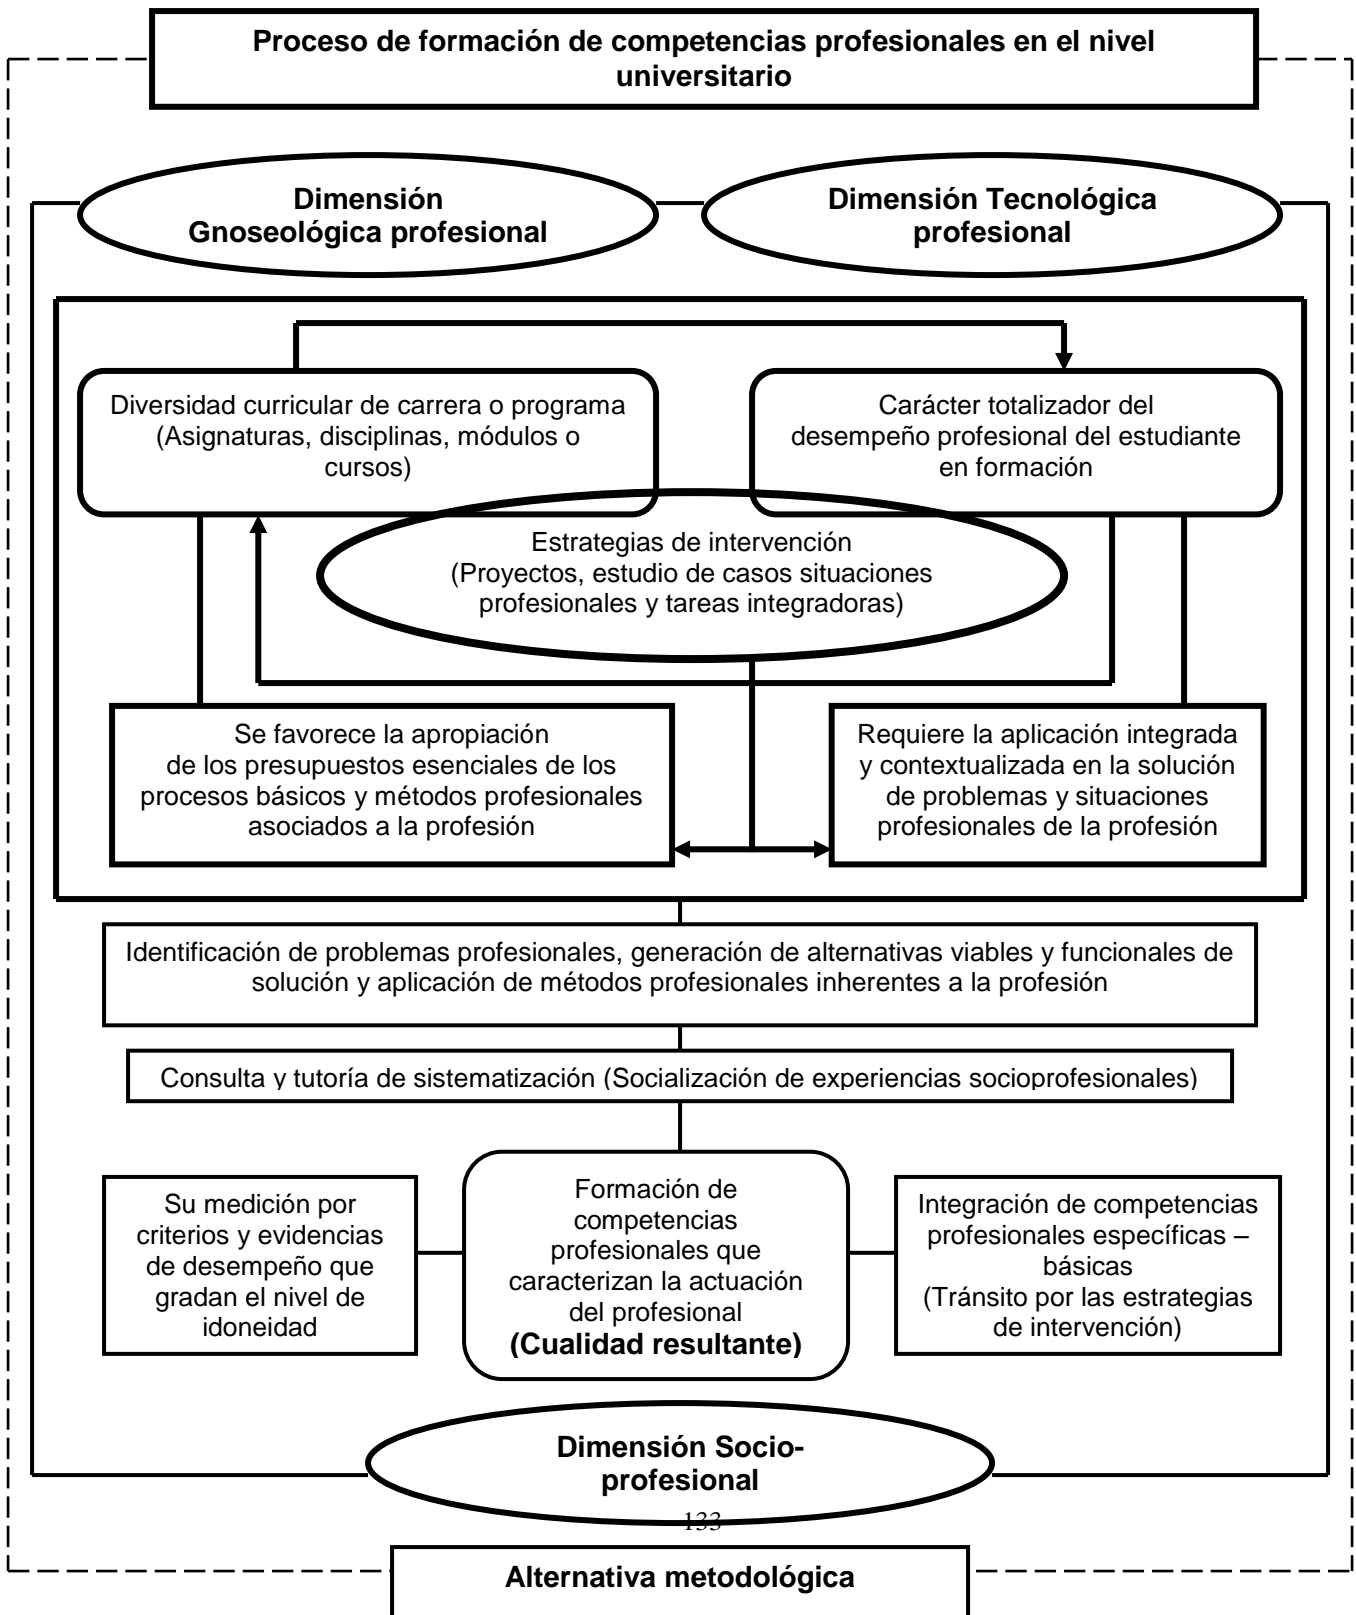 Proceso de formación de competencias profesionales en el nivel
universitario
Dimensión
Gnoseológica profesional
Dimensión Tecnológica
profesional
Diversidad curricular de carrera o programa
(Asignaturas, disciplinas, módulos o
cursos)
Carácter totalizador del
desempeño profesional del estudiante
en formación
Estrategias de intervención
(Proyectos, estudio de casos situaciones
profesionales y tareas integradoras)
Se favorece la apropiación
de los presupuestos esenciales de los
procesos básicos y métodos profesionales
asociados a la profesión
Requiere la aplicación integrada
y contextualizada en la solución
de problemas y situaciones
profesionales de la profesión
Identificación de problemas profesionales, generación de alternativas viables y funcionales de
solución y aplicación de métodos profesionales inherentes a la profesión
Consulta y tutoría de sistematización (Socialización de experiencias socioprofesionales)
Su medición por
criterios y evidencias
de desempeño que
gradan el nivel de
idoneidad
Formación de
competencias
profesionales que
caracterizan la actuación
del profesional
(Cualidad resultante)
Integración de competencias
profesionales específicas –
básicas
(Tránsito por las estrategias
de intervención)
Dimensión Socio-
profesional
133
Alternativa metodológica